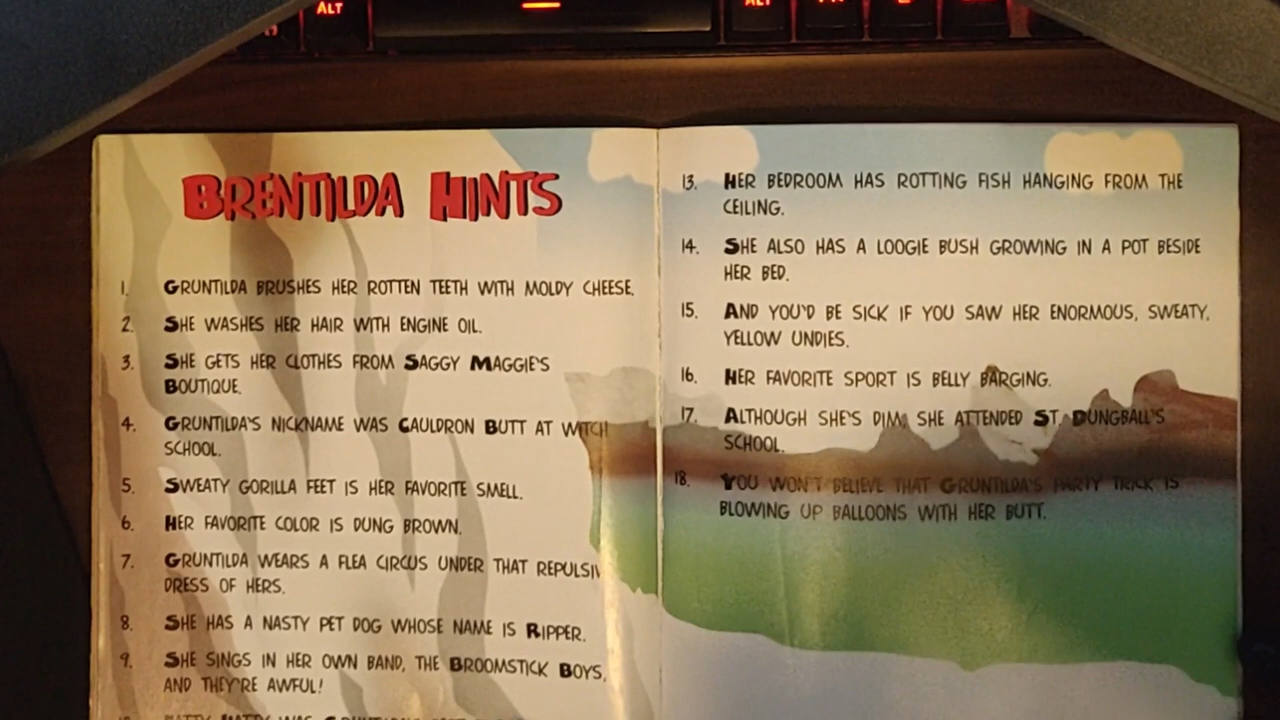 ALT
ALT
BRENTILDA HINTS
1. GRUNTILDA BRUSHES HER ROTTEN TEETH WITH MOLDY CHEESE.
2. SHE WASHES HER HAIR WITH ENGINE OIL.
3. SHE GETS HER CLOTHES FROM SAGGY MAGGIE'S
BOUTIQUE.
4. GRUNTILDA'S NICKNAME WAS CAULDRON BUTT AT WITCH
SCHOOL.
5. SWEATY GORILLA FEET IS HER FAVORITE SMELL.
6. HER FAVORITE COLOR IS DUNG BROWN.
7. GRUNTILDA WEARS A FLEA CIRCUS UNDER THAT REPULSIV
DRESS OF HERS.
8. SHE HAS A NASTY PET DOG WHOSE NAME IS RIPPER.
9. SHE SINGS IN HER OWN BAND, THE BROOMSTICK BOYS,
AND THEY'RE AWFUL!
13. HER BEDROOM HAS ROTTING FISH HANGING FROM THE
CEILING.
14. SHE ALSO HAS A LOOGIE BUSH GROWING IN A POT BESIDE
HER BED.
15. AND YOU'D BE SICK IF YOU SAW HER ENORMOUS, SWEATY,
YELLOW UNDIES.
16. HER FAVORITE SPORT IS BELLY BARGING.
17. ALTHOUGH SHE'S DIM, SHE ATTENDED ST. DUNGBALL'S
SCHOOL.
18. YOU WON'T BELIEVE THAT GRUNTILDA'S PARTY TRICK IS
BLOWING UP BALLOONS WITH HER BUTT.